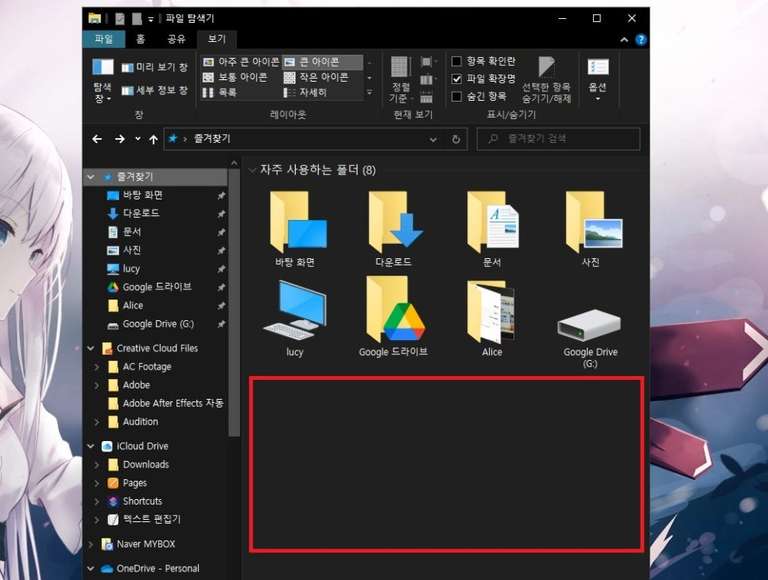 파일 탐색기
파일 홈 공유 보기
미리 보기 창
세부 정보 창
탐색
창
창
아주 큰 아이콘 큰 아이콘
보통 아이콘 작은 아이콘
목록 자세히
레이아웃
정렬
기준
현재 보기
항목 확인란
파일 확장명
숨긴 항목
선택한 항목
숨기기/해제
표시/숨기기
옵션
즐겨찾기
즐겨찾기 검색
즐겨찾기
바탕 화면
다운로드
문서
사진
lucy
Google 드라이브
Alice
Google Drive (G:)
Creative Cloud Files
AC Footage
Adobe
Adobe After Effects 자동
Audition
iCloud Drive
Downloads
Pages
Shortcuts
텍스트 편집기
Naver MYBOX
OneDrive - Personal
자주 사용하는 폴더 (8)
바탕 화면 다운로드 문서 사진
lucy Google 드라이브 Alice Google Drive
(G:)